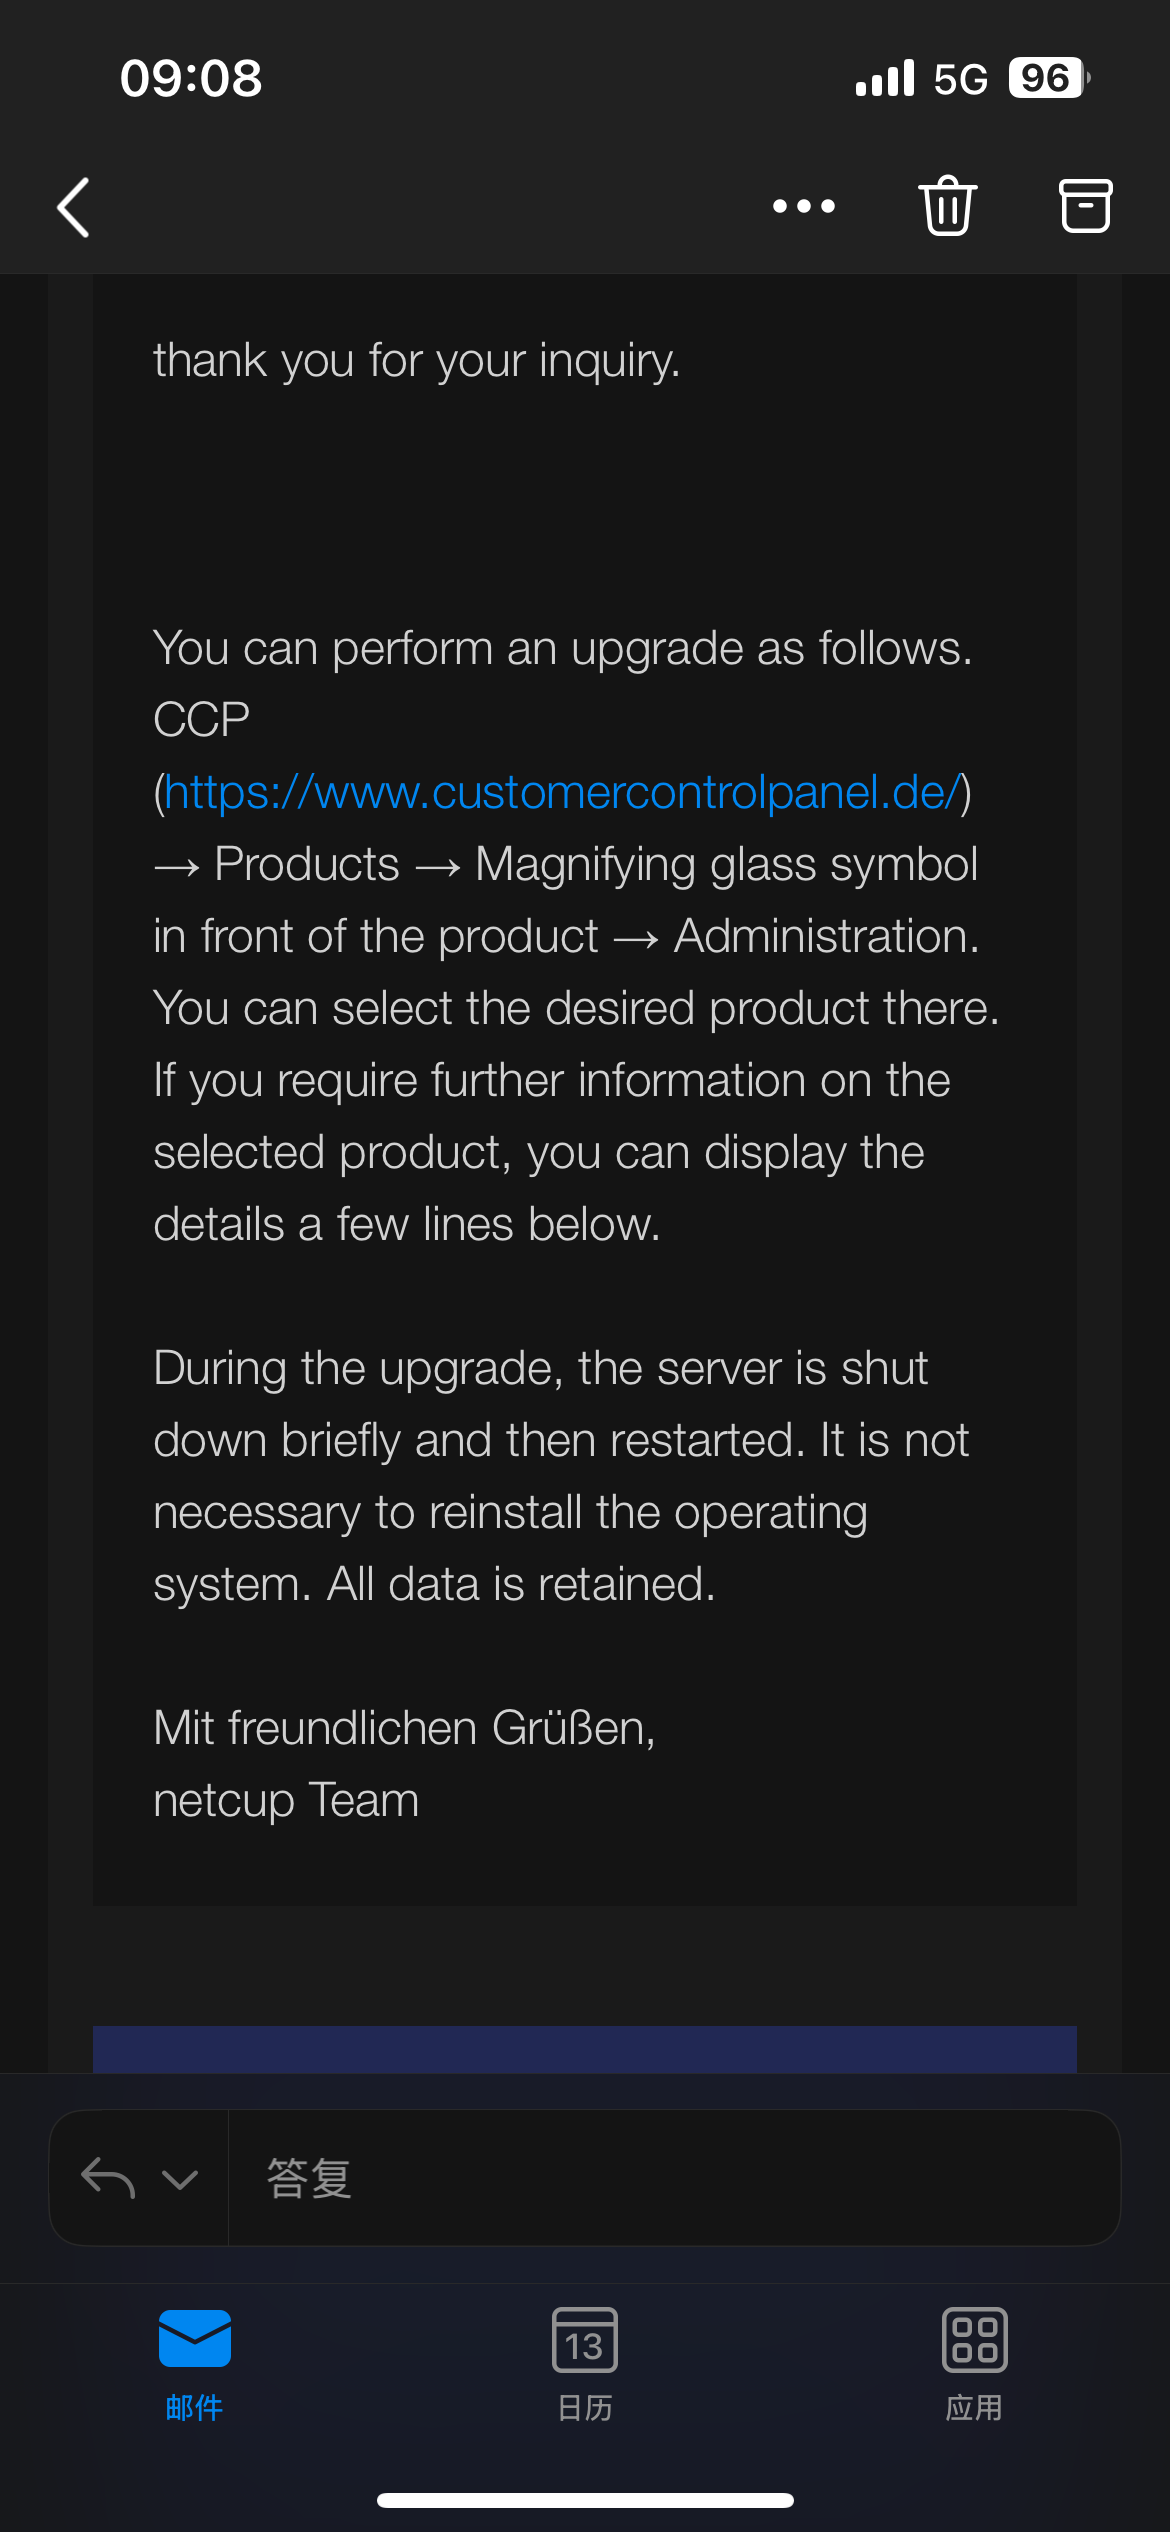 09:08
5G 96
thank you for your inquiry.
You can perform an upgrade as follows.
CCP
(https://www.customercontrolpanel.de/)
→ Products → Magnifying glass symbol
in front of the product → Administration.
You can select the desired product there.
If you require further information on the
selected product, you can display the
details a few lines below.
During the upgrade, the server is shut
down briefly and then restarted. It is not
necessary to reinstall the operating
system. All data is retained.
Mit freundlichen Grüßen,
netcup Team
答复
13
邮件 日历 应用